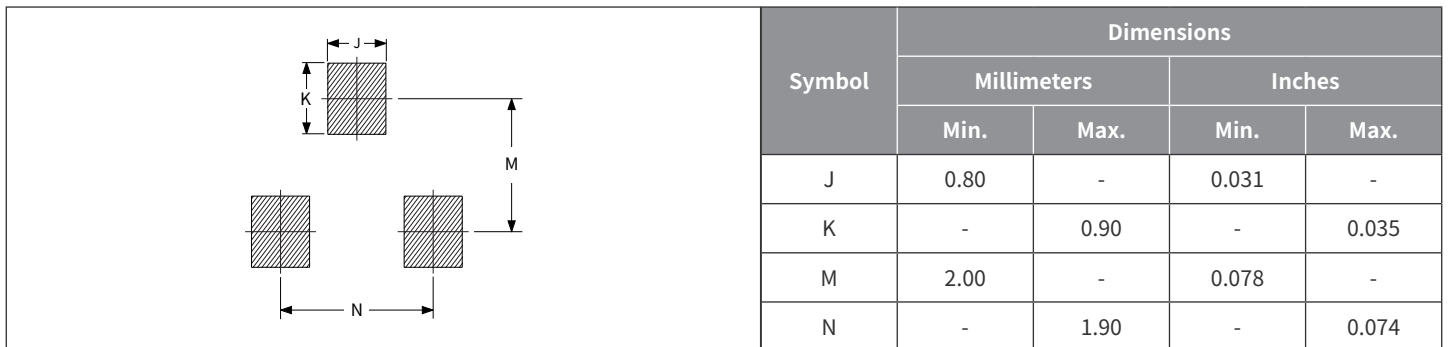 J
K
M
N
Dimensions
Symbol Millimeters Inches
Min. Max. Min. Max.
J 0.80 - 0.031 -
K - 0.90 - 0.035
M 2.00 - 0.078 -
N - 1.90 - 0.074